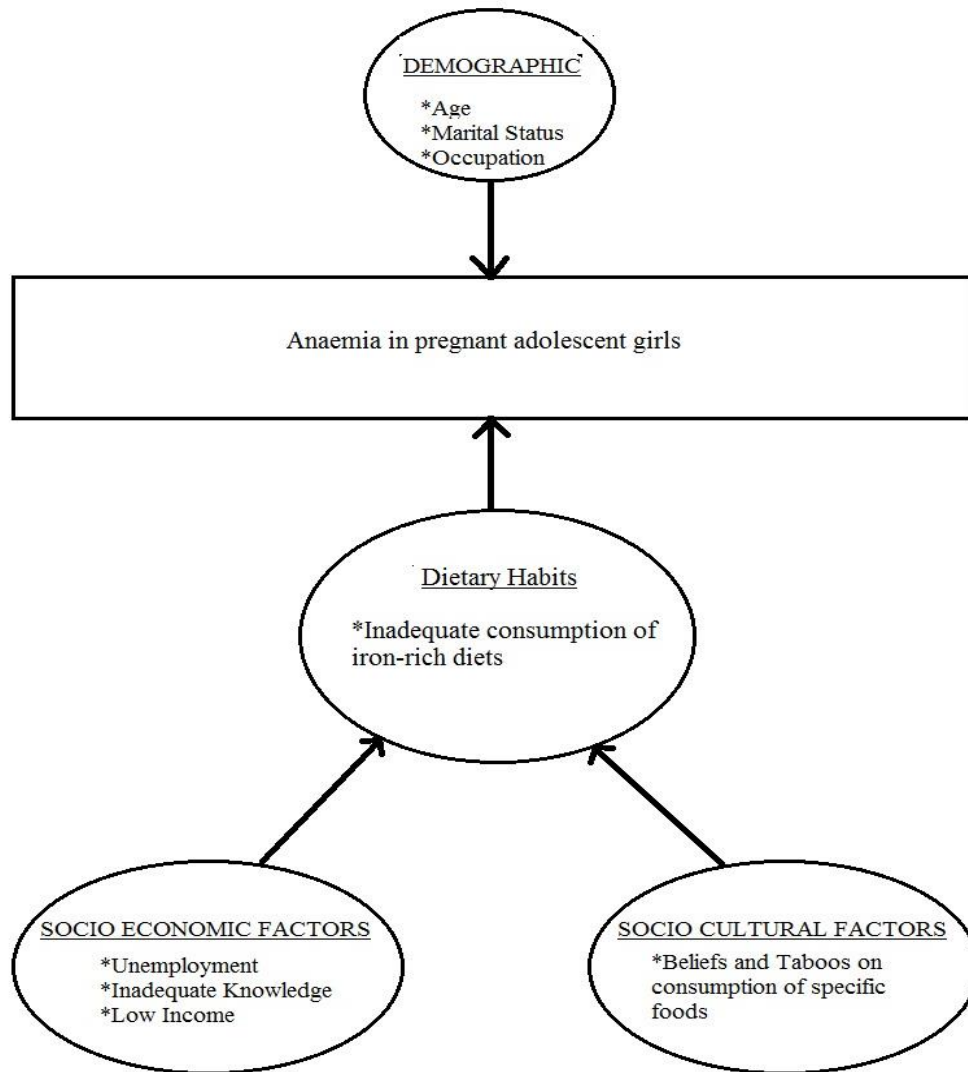 DEMOGRAPHIC
*Age
*Marital Status
*Occupation
Anaemia in pregnant adolescent girls
Dietary Habits
*Inadequate consumption of
iron-rich diets
SOCIO ECONOMIC FACTORS
*Unemployment
*Inadequate Knowledge
*Low Income
SOCIO CULTURAL FACTORS
*Beliefs and Taboos on
consumption of specific
foods